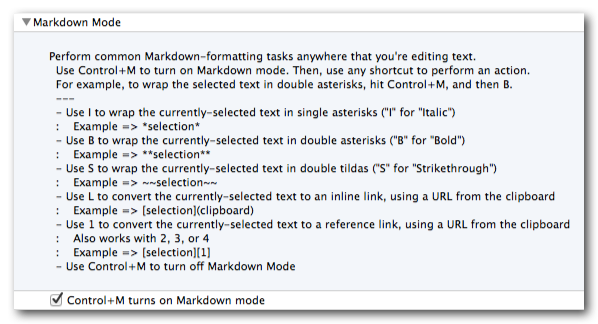 Markdown Mode
Perform common Markdown-formatting tasks anywhere that you're editing text.
Use Control+M to turn on Markdown mode. Then, use any shortcut to perform an action.
For example, to wrap the selected text in double asterisks, hit Control+M, and then B.
---
- Use I to wrap the currently-selected text in single asterisks ("I" for "Italic")
:   Example => *selection*
- Use B to wrap the currently-selected text in double asterisks ("B" for "Bold")
:   Example => **selection**
- Use S to wrap the currently-selected text in double tildas ("S" for "Strikethrough")
:   Example => ~~selection~~
- Use L to convert the currently-selected text to an inline link, using a URL from the clipboard
:   Example => [selection](clipboard)
- Use 1 to convert the currently-selected text to a reference link, using a URL from the clipboard
:   Also works with 2, 3, or 4
:   Example => [selection][1]
- Use Control+M to turn off Markdown Mode
Control+M turns on Markdown mode